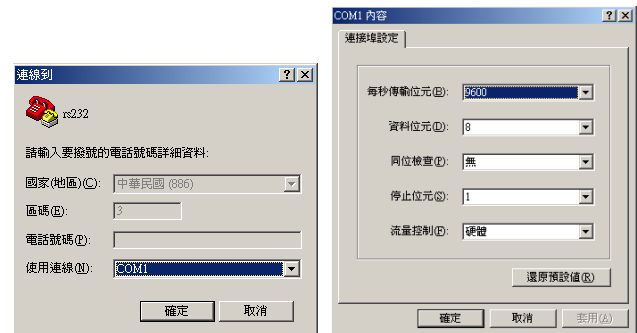 連線到
rs232
請輸入要撥號的電話號碼詳細資料:
國家(地區)(C): 中華民國 (886)
區碼(E): 3
電話號碼(P):
使用連線(N): COM1
確定 取消
COM1 內容
連接埠設定
每秒傳輸位元(B): 9600
資料位元(D): 8
同位檢查(P): 無
停止位元(S): 1
流量控制(F): 硬體
還原預設值(R)
確定 取消 套用(A)